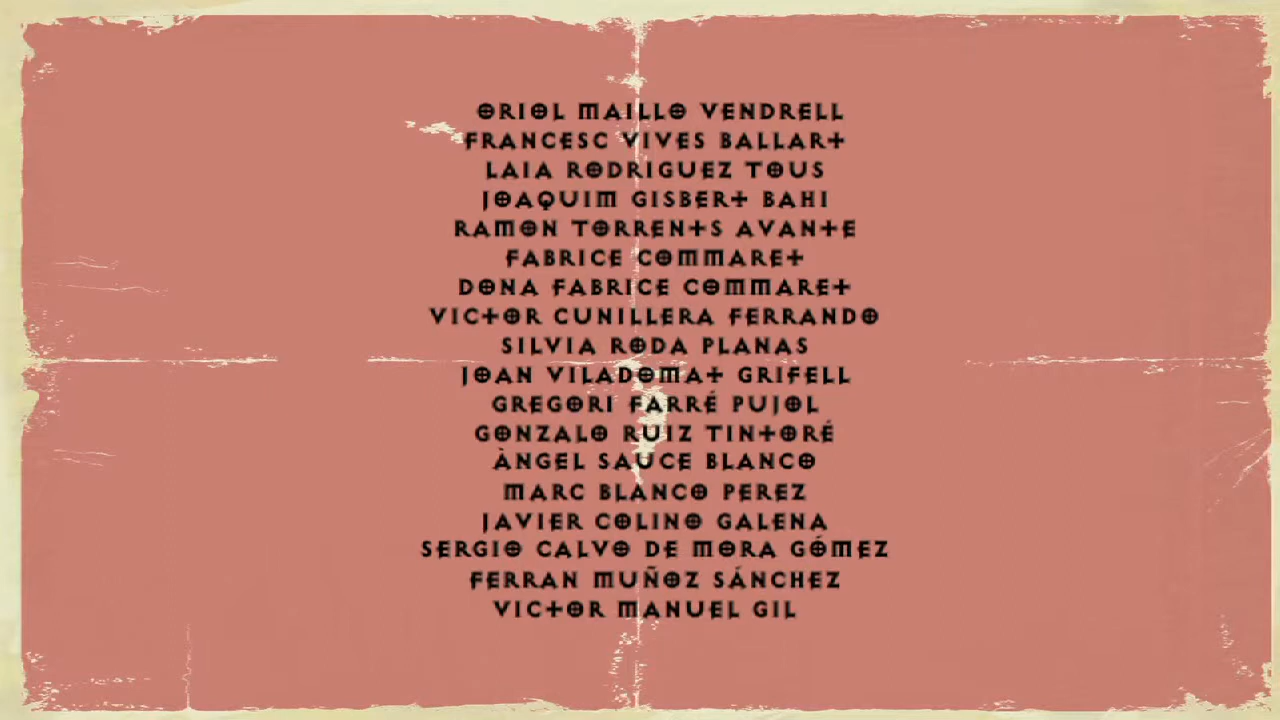 ORIOL MAILLO VENDRELL
FRANCESC VIVES BALLART
LAIA RODRIGUEZ TOUS
JOAQUIM GISBERT BAHI
RAMON TORRENTS AVANTE
FABRICE COMMARET
DONA FABRICE COMMARET
VICTOR CUNILLERA FERRANDO
SILVIA RODA PLANAS
JOAN VILADOMAT GRIFELL
GREGORI FARRÉ PUJOL
GONZALO RUIZ TINTORÉ
ÀNGEL SAUCE BLANCO
MARC BLANCO PEREZ
JAVIER COLINO GALENA
SERGIO CALVO DE MORA GÓMEZ
FERRAN MUÑOZ SÁNCHEZ
VICTOR MANUEL GIL